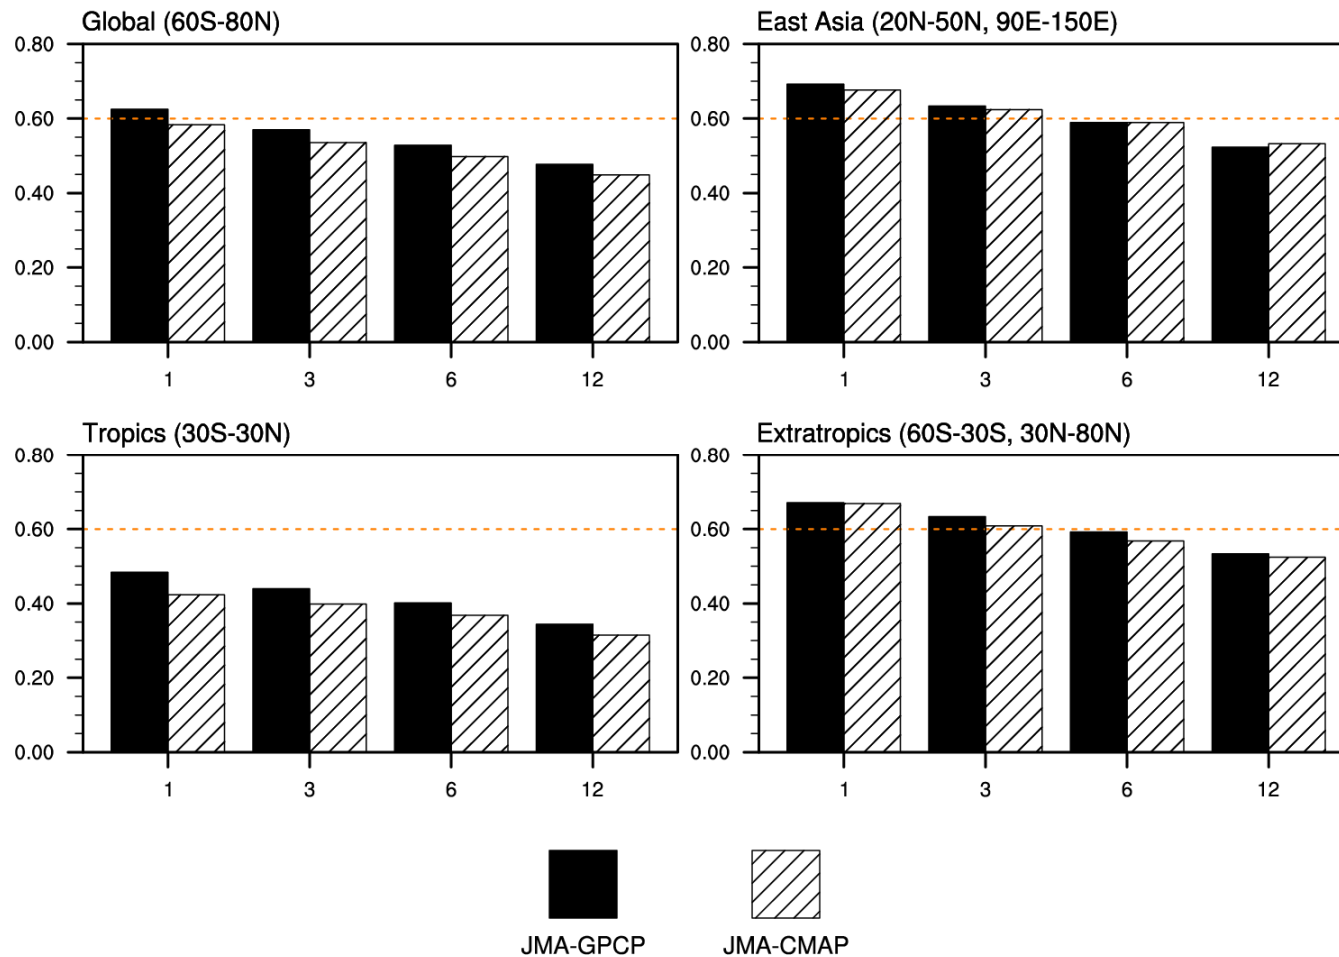 Global (60S-80N)
0.80
0.60
0.40
0.20
0.00
1 3 6 12
East Asia (20N-50N, 90E-150E)
0.80
0.60
0.40
0.20
0.00
1 3 6 12
Tropics (30S-30N)
0.80
0.60
0.40
0.20
0.00
1 3 6 12
Extratropics (60S-30S, 30N-80N)
0.80
0.60
0.40
0.20
0.00
1 3 6 12
JMA-GPCP JMA-CMAP